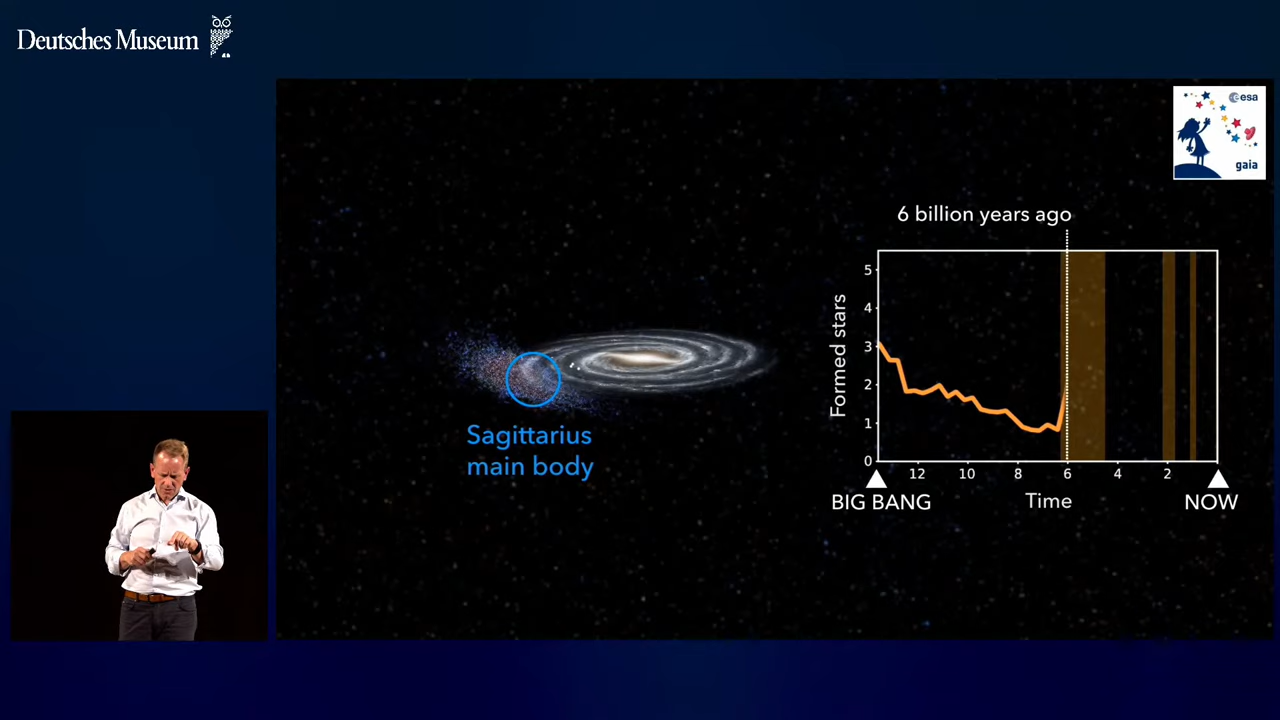 Deutsches Museum
esa
gaia
6 billion years ago
Sagittarius
main body
Formed stars
5
4
3
2
1
0
12 10 8 6 4 2
BIG BANG Time NOW